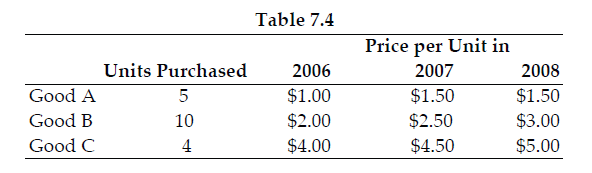 Table 7.4
Price per Unit in
Units Purchased 2006 2007 2008
Good A 5 $1.00 $1.50 $1.50
Good B 10 $2.00 $2.50 $3.00
Good C 4 $4.00 $4.50 $5.00